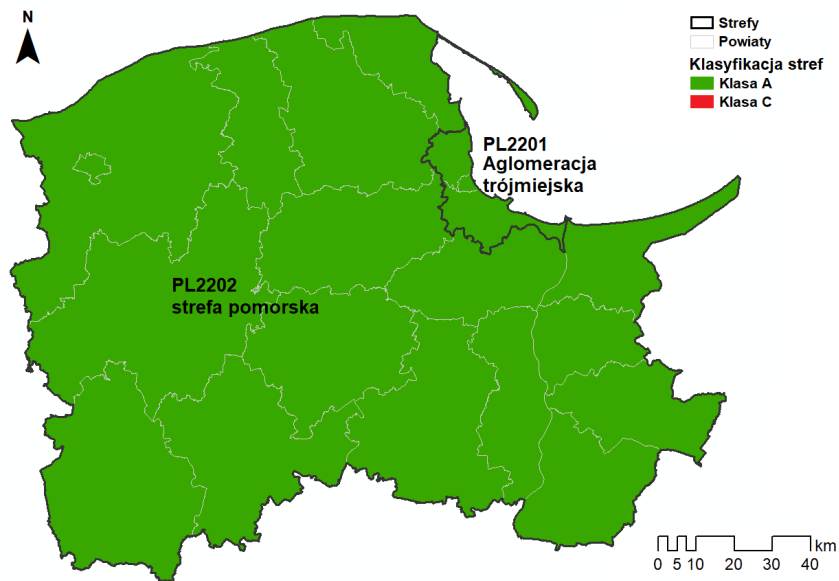 N
Strefy
Powiaty
Klasyfikacja stref
Klasa A
Klasa C
PL2201
Aglomeracja
trójmiejska
PL2202
strefa pomorska
km
0 5 10 20 30 40